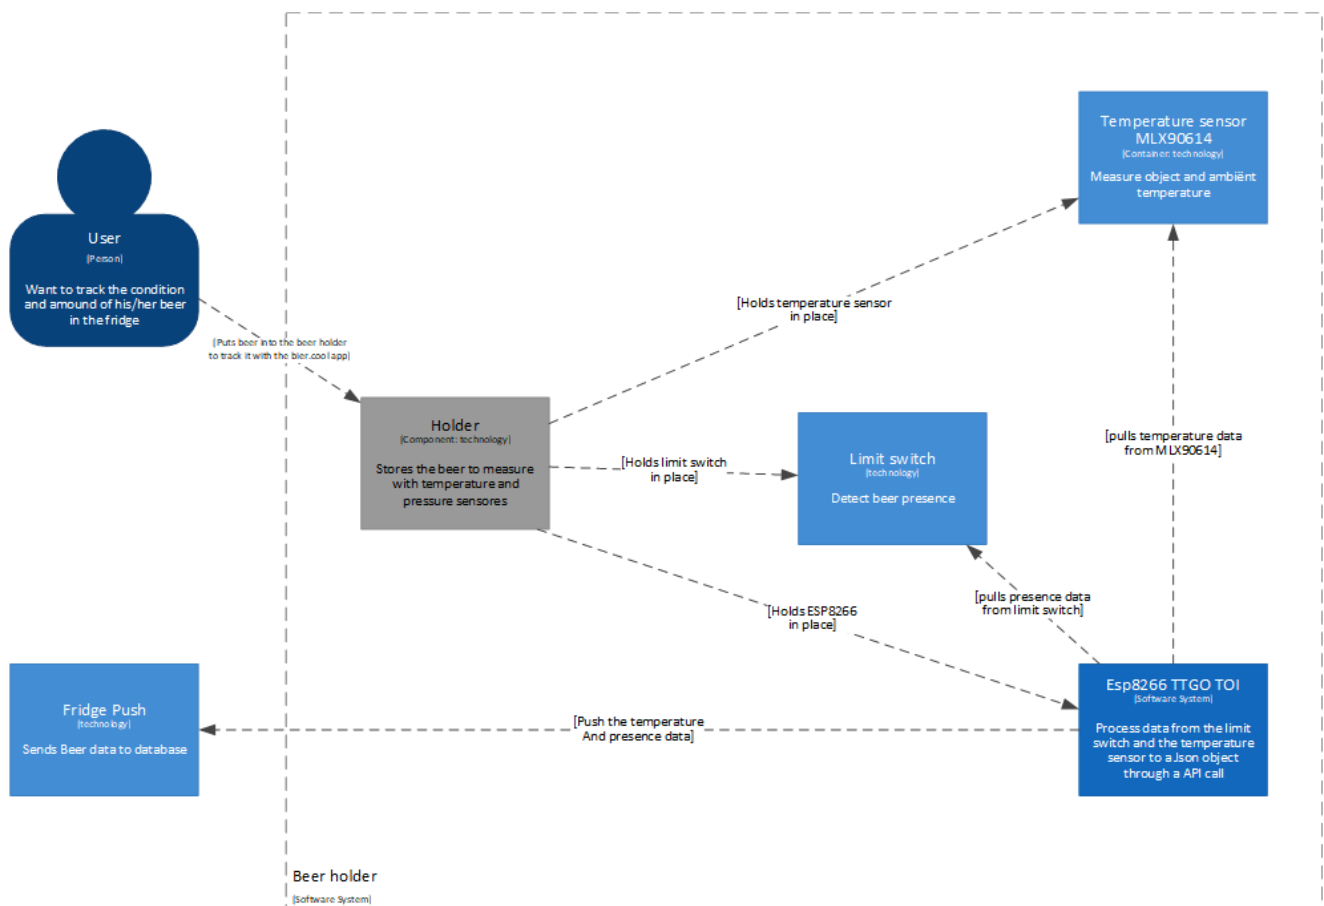 Temperature sensor
MLX90614
(Container: technology)
Measure object and ambiënt
temperature
User
(Person)
Want to track the condition
and amound of his/her beer
in the fridge
[Holds temperature sensor
in place]
(Puts beer into the beer holder
to track it with the bier.cool app)
Holder
(Component: technology)
Stores the beer to measure
with temperature and
pressure sensores
[Holds limit switch
in place]
Limit switch
(technology)
Detect beer presence
[pulls temperature data
from MLX90614]
[pulls presence data
from limit switch]
[Holds ESP8266
in place]
Fridge Push
(technology)
Sends Beer data to database
[Push the temperature
And presence data]
Esp8266 TTGO TOI
(Software System)
Process data from the limit
switch and the temperature
sensor to a Json object
through a API call
Beer holder
(Software System)